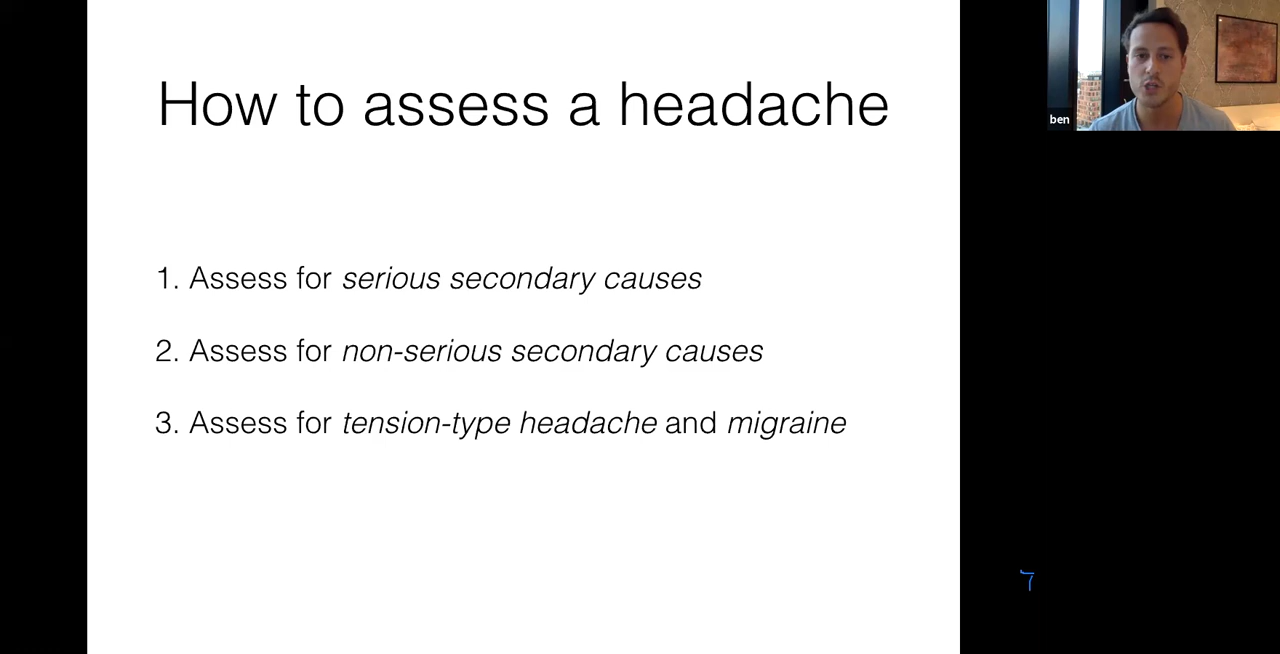 How to assess a headache
ben
1. Assess for serious secondary causes
2. Assess for non-serious secondary causes
3. Assess for tension-type headache and migraine